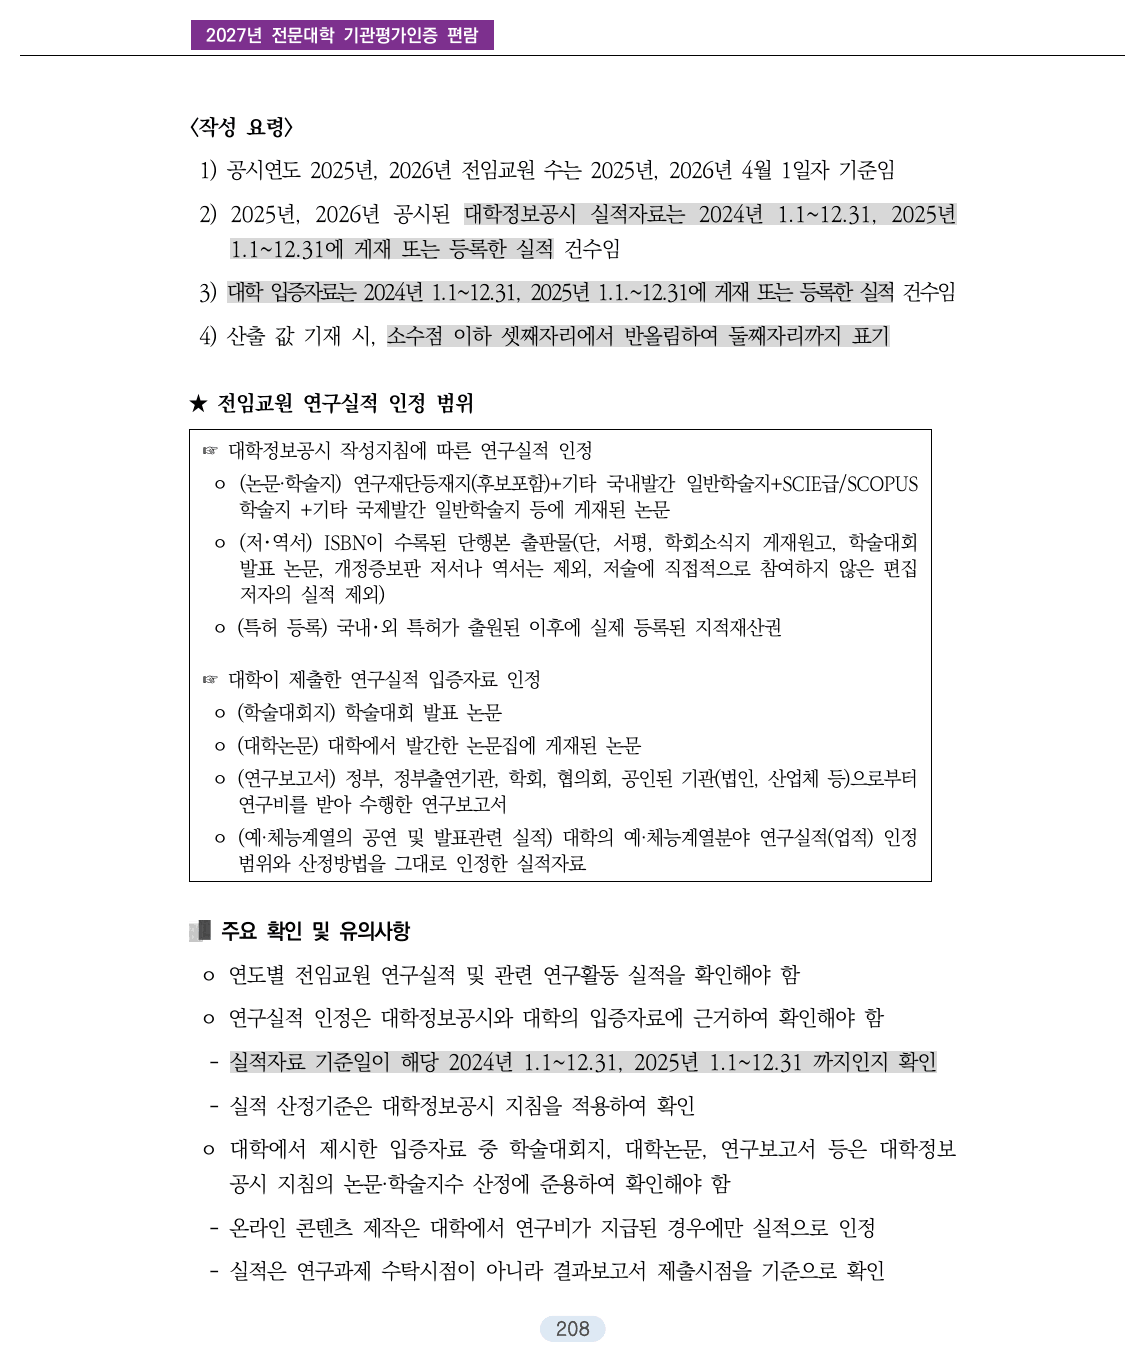 2027년 전문대학 기관평가인증 편람
<작성 요령>
1) 공시연도 2025년, 2026년 전임교원 수는 2025년, 2026년 4월 1일자 기준임
2) 2025년, 2026년 공시된 대학정보공시 실적자료는 2024년 1.1~12.31, 2025년
1.1~12.31에 게재 또는 등록한 실적 건수임
3) 대학 입증자료는 2024년 1.1~12.31, 2025년 1.1.~12.31에 게재 또는 등록한 실적 건수임
4) 산출 값 기재 시, 소수점 이하 셋째자리에서 반올림하여 둘째자리까지 표기
★ 전임교원 연구실적 인정 범위
☞ 대학정보공시 작성지침에 따른 연구실적 인정
ㅇ (논문·학술지) 연구재단등재지(후보포함)+기타 국내발간 일반학술지+SCIE급/SCOPUS
학술지 +기타 국제발간 일반학술지 등에 게재된 논문
ㅇ (저·역서) ISBN이 수록된 단행본 출판물(단, 서평, 학회소식지 게재원고, 학술대회
발표 논문, 개정증보판 저서나 역서는 제외, 저술에 직접적으로 참여하지 않은 편집
저자의 실적 제외)
ㅇ (특허 등록) 국내·외 특허가 출원된 이후에 실제 등록된 지적재산권
☞ 대학이 제출한 연구실적 입증자료 인정
ㅇ (학술대회지) 학술대회 발표 논문
ㅇ (대학논문) 대학에서 발간한 논문집에 게재된 논문
ㅇ (연구보고서) 정부, 정부출연기관, 학회, 협의회, 공인된 기관(법인, 산업체 등)으로부터
연구비를 받아 수행한 연구보고서
ㅇ (예·체능계열의 공연 및 발표관련 실적) 대학의 예·체능계열분야 연구실적(업적) 인정
범위와 산정방법을 그대로 인정한 실적자료
주요 확인 및 유의사항
ㅇ 연도별 전임교원 연구실적 및 관련 연구활동 실적을 확인해야 함
ㅇ 연구실적 인정은 대학정보공시와 대학의 입증자료에 근거하여 확인해야 함
- 실적자료 기준일이 해당 2024년 1.1~12.31, 2025년 1.1~12.31 까지인지 확인
- 실적 산정기준은 대학정보공시 지침을 적용하여 확인
ㅇ 대학에서 제시한 입증자료 중 학술대회지, 대학논문, 연구보고서 등은 대학정보
공시 지침의 논문·학술지수 산정에 준용하여 확인해야 함
- 온라인 콘텐츠 제작은 대학에서 연구비가 지급된 경우에만 실적으로 인정
- 실적은 연구과제 수탁시점이 아니라 결과보고서 제출시점을 기준으로 확인
208